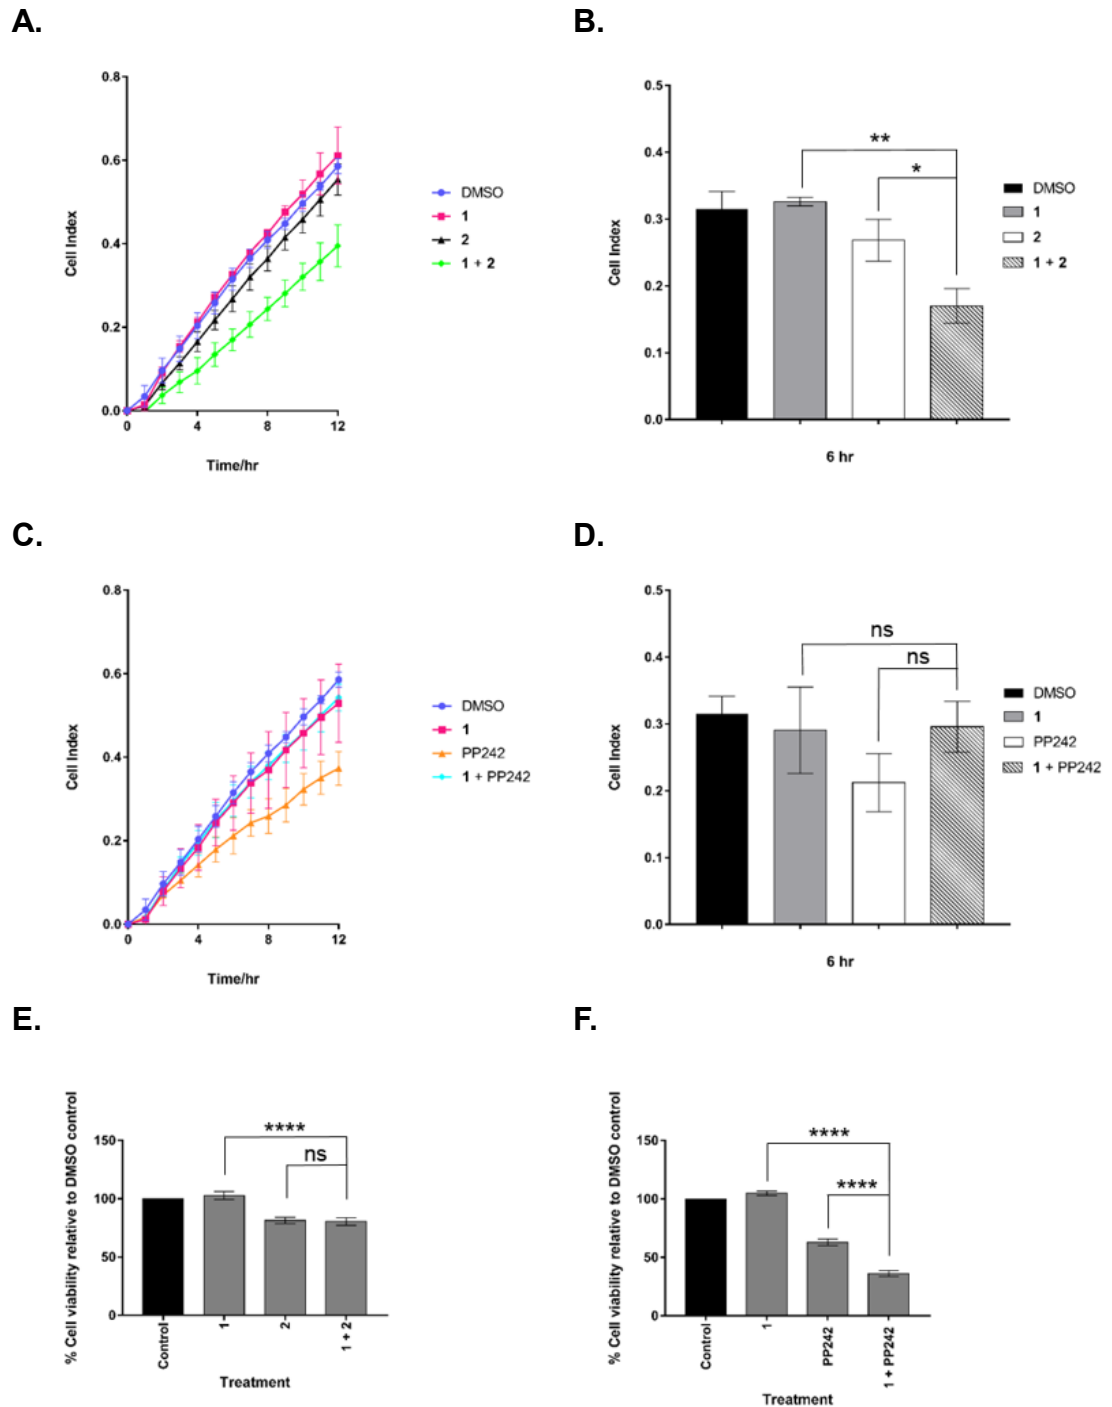 A.
0.8
0.6
0.4
0.2
0.0
Cell Index
0
4
8
12
Time/hr
DMSO
1
2
1 + 2
B.
0.5
0.4
0.3
0.2
0.1
0.0
Cell Index
**
*
6 hr
DMSO
1
2
1 + 2
C.
0.8
0.6
0.4
0.2
0.0
Cell Index
0
4
8
12
Time/hr
DMSO
1
PP242
1 + PP242
D.
0.5
0.4
0.3
0.2
0.1
0.0
Cell Index
ns
ns
6 hr
DMSO
1
PP242
1 + PP242
E.
% Cell viability relative to DMSO control
150
100
50
0
****
ns
Control
1
2
1 + 2
Treatment
F.
% Cell viability relative to DMSO control
150
100
50
0
****
****
Control
1
PP242
1 + PP242
Treatment